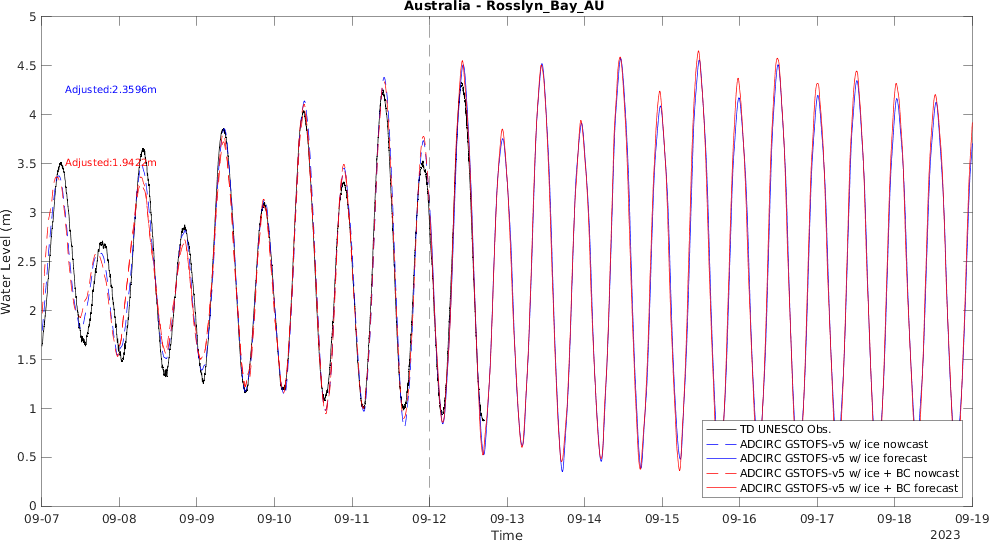 Australia - Rosslyn_Bay_AU
5
4.5
4
3.5
3
2.5
2
1.5
1
0.5
0
Water Level (m)
Adjusted:2.3596m
TD UNESCO Obs.
ADCIRC GSTOFS-v5 w/ ice nowcast
ADCIRC GSTOFS-v5 w/ ice forecast
ADCIRC GSTOFS-v5 w/ ice + BC nowcast
ADCIRC GSTOFS-v5 w/ ice + BC forecast
09-07 09-08 09-09 09-10 09-11 09-12 09-13 09-14 09-15 09-16 09-17 09-18 09-19
Time
2023